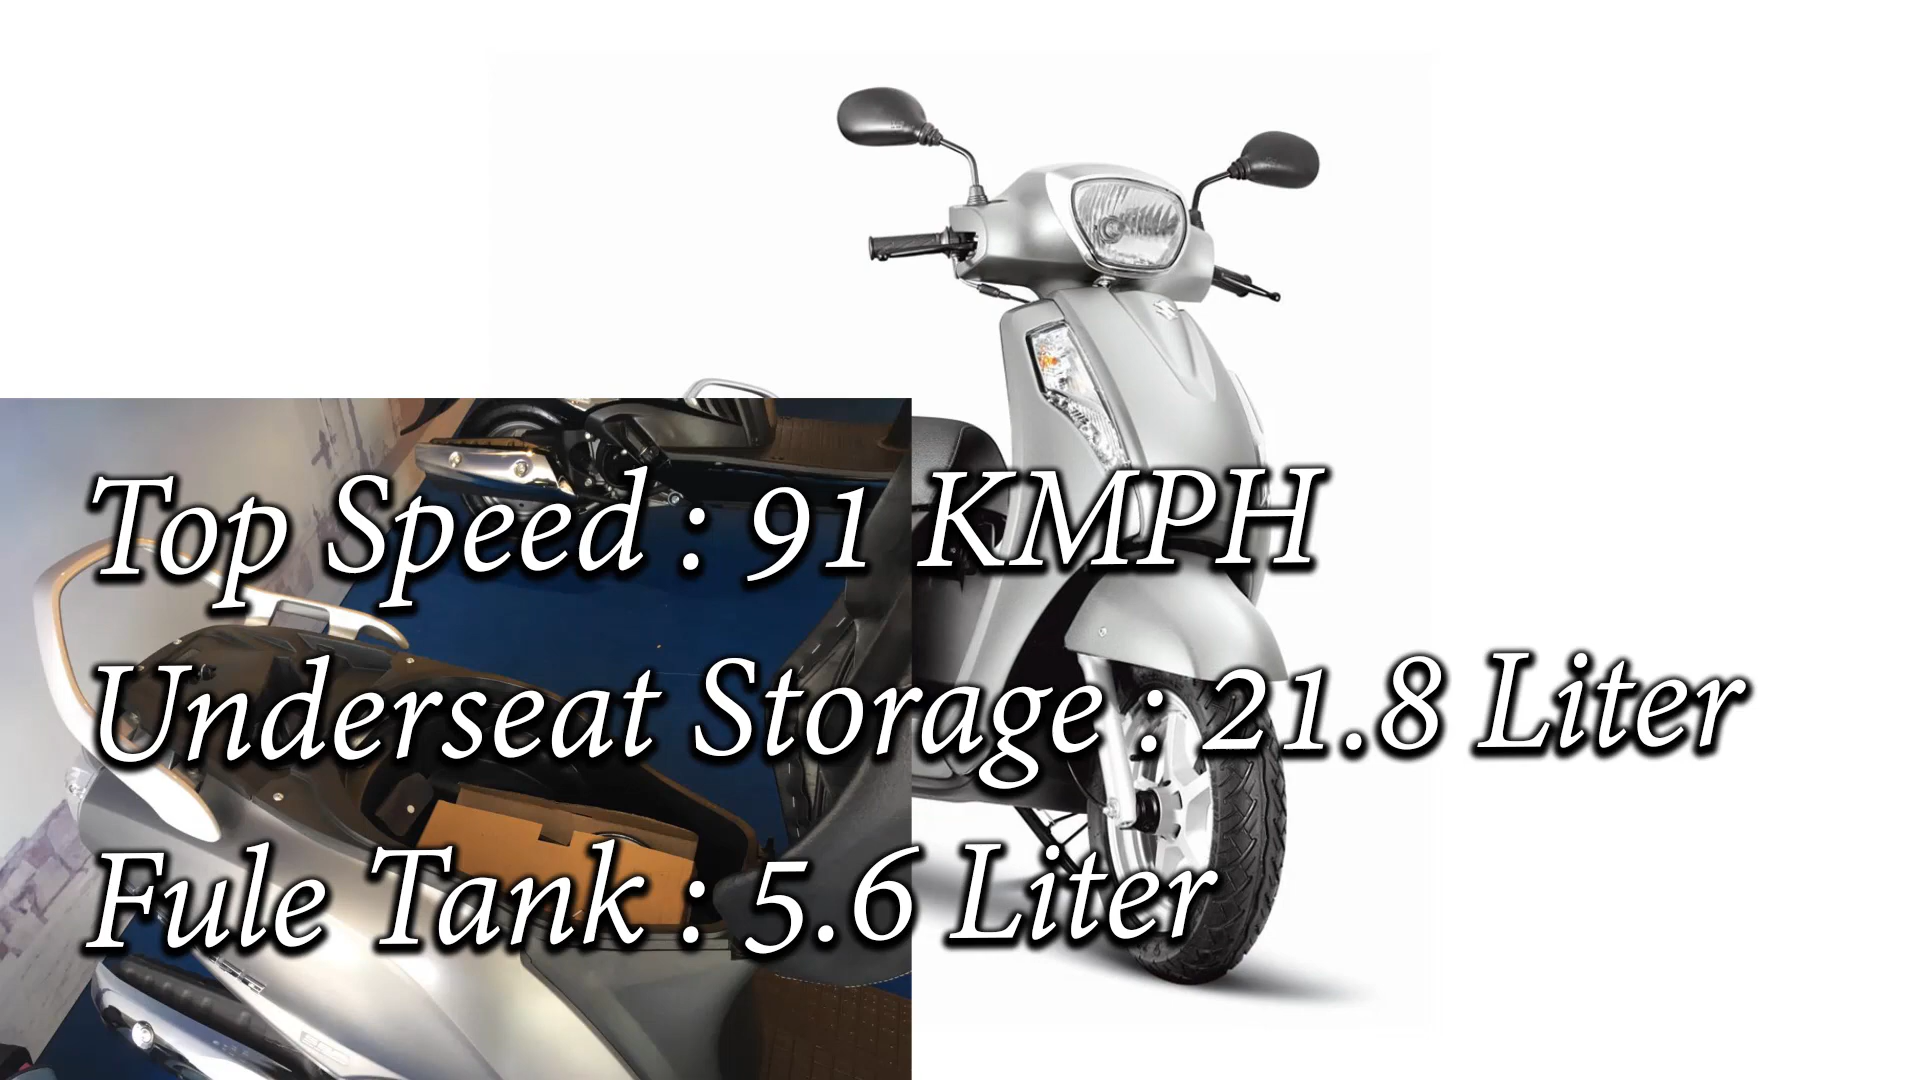 Top Speed : 91 KMPH
Underseat Storage : 21.8 Liter
Fule Tank : 5.6 Liter